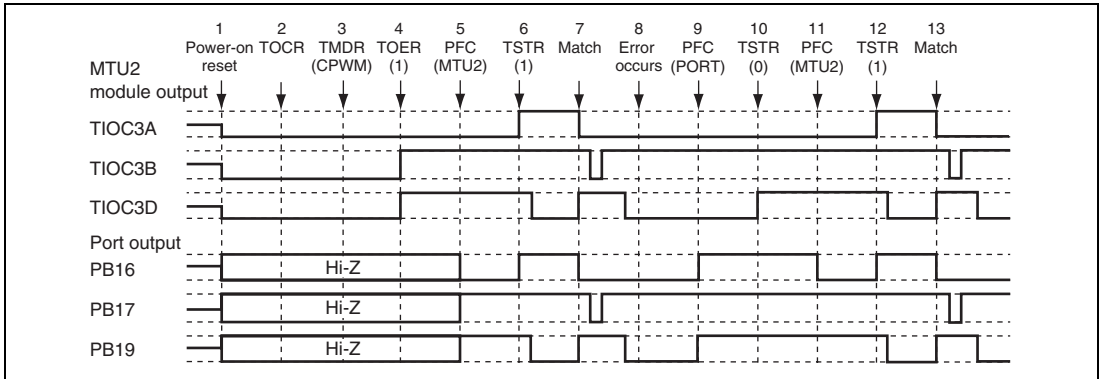 1 2 3 4 5 6 7 8 9 10 11 12 13
Power-on TOCR TMDR TOER PFC TSTR Match Error PFC TSTR PFC TSTR Match
reset (CPWM) (1) (MTU2) (1) occurs (PORT) (0) (MTU2) (1)
MTU2
module output
TIOC3A
TIOC3B
TIOC3D
Port output
PB16 Hi-Z
PB17 Hi-Z
PB19 Hi-Z